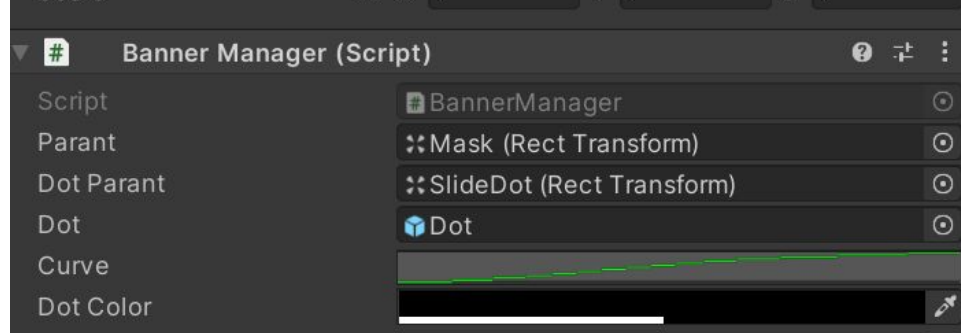 # Banner Manager (Script)
Script # BannerManager
Parant Mask (Rect Transform)
Dot Parant SlideDot (Rect Transform)
Dot Dot
Curve
Dot Color